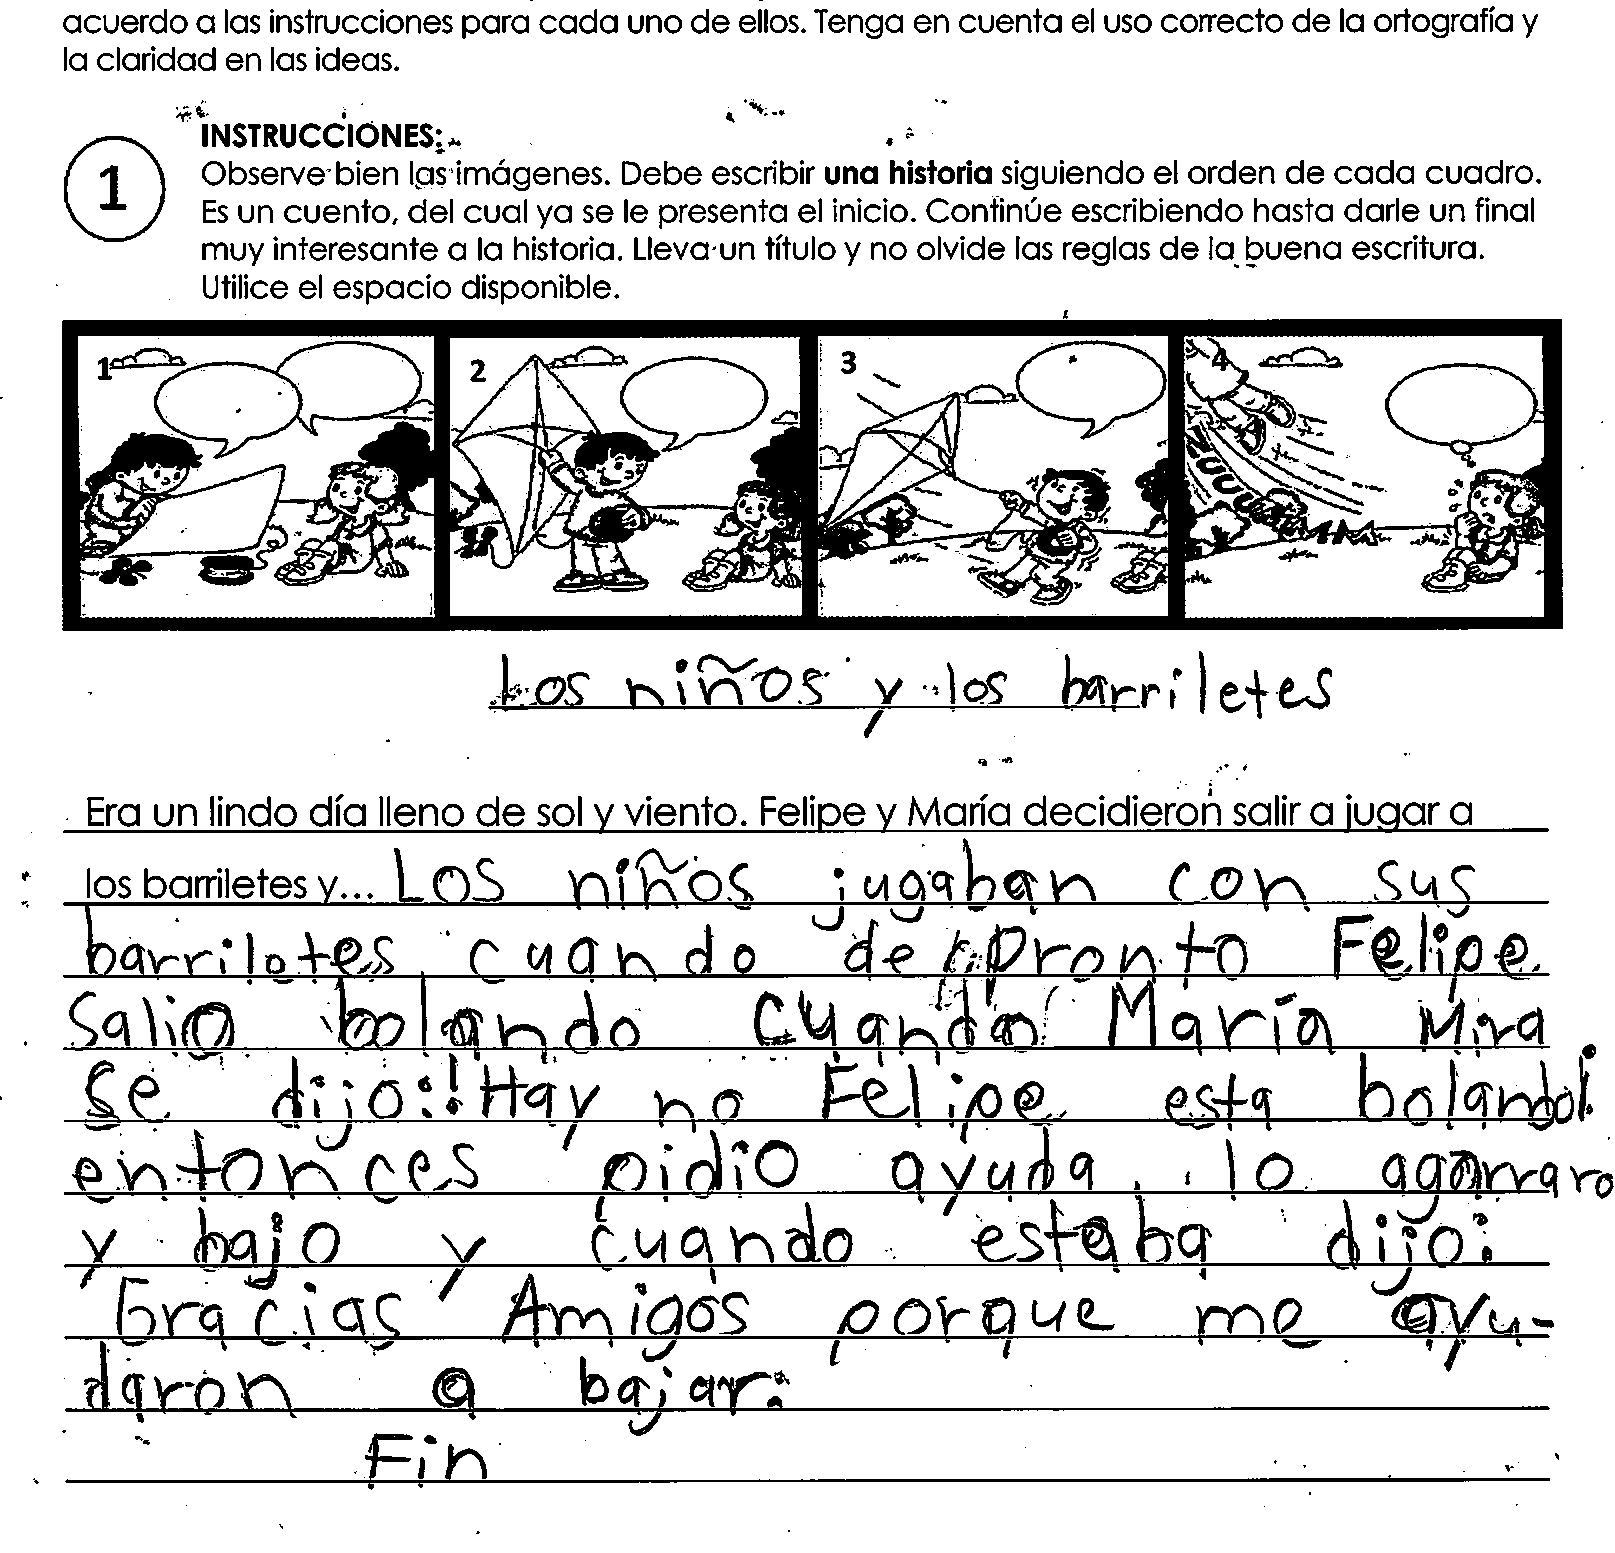 acuerdo a las instrucciones para cada uno de ellos. Tenga en cuenta el uso correcto de la ortografía y
la claridad en las ideas.
1
INSTRUCCIONES:
Observe bien las imágenes. Debe escribir una historia siguiendo el orden de cada cuadro.
Es un cuento, del cual ya se le presenta el inicio. Continúe escribiendo hasta darle un final
muy interesante a la historia. Lleva un título y no olvide las reglas de la buena escritura.
Utilice el espacio disponible.
1 2 3 4
Los niños y los barriletes
Era un lindo día lleno de sol y viento. Felipe y María decidieron salir a jugar a
los barriletes y... Los niños jugaban con sus
barriletes, cuando de pronto Felipe
Salio bolando cuando María Mira
se dijo:¡Hay no Felipe esta bolando!
entonces pidio ayuda, lo agarraro
y bajo y cuando estaba dijo:
Gracias Amigos porque me ayu-
daron a bajar.
Fin